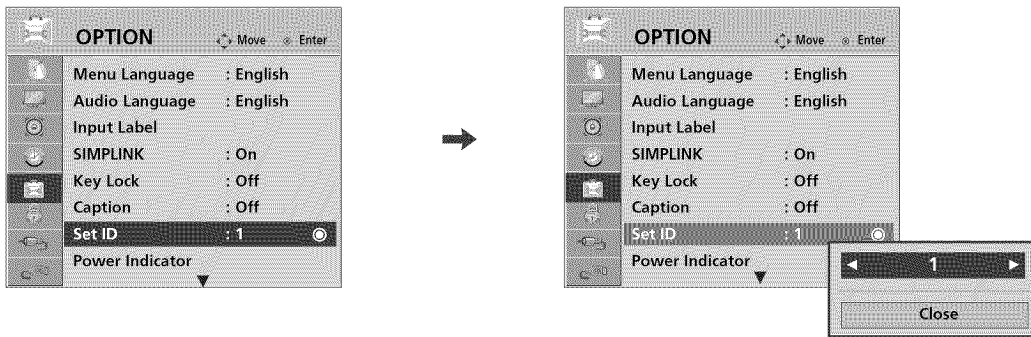 OPTION Move Enter
Menu Language : English
Audio Language : English
Input Label
SIMPLINK : On
Key Lock : Off
Caption : Off
Set ID : 1
Power Indicator
OPTION Move Enter
Menu Language : English
Audio Language : English
Input Label
SIMPLINK : On
Key Lock : Off
Caption : Off
Set ID : 1
Power Indicator
1
Close